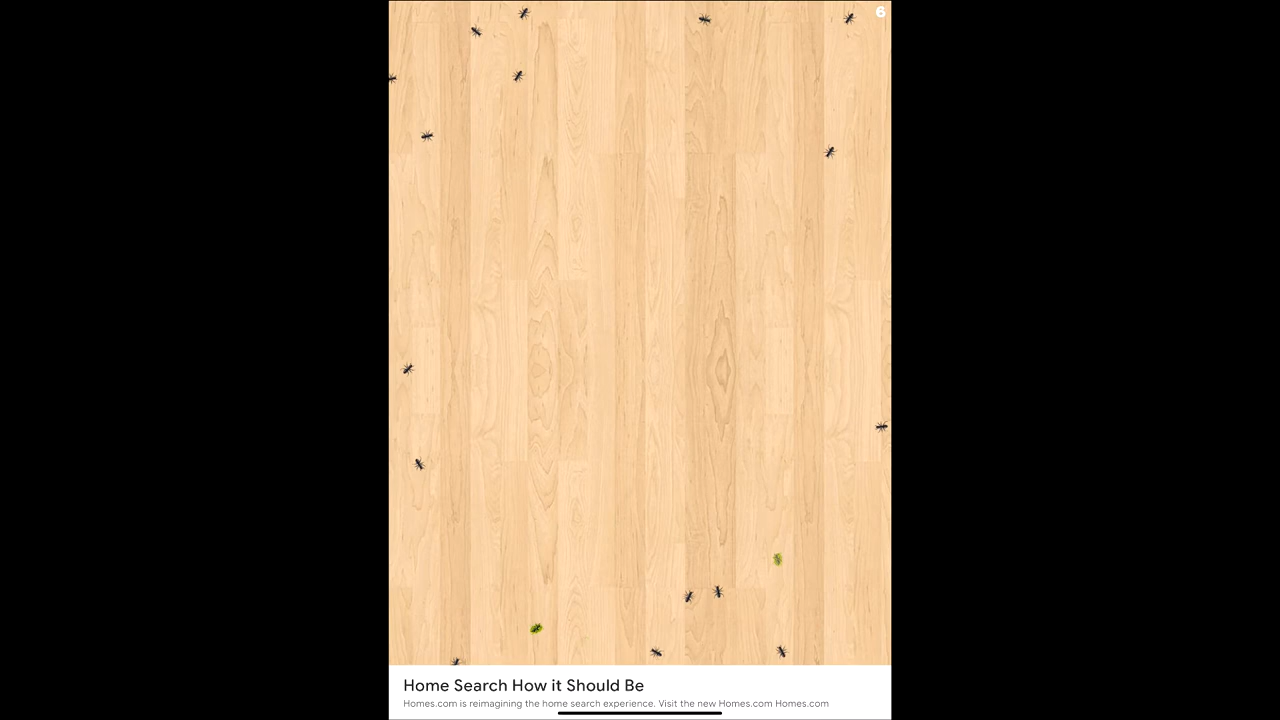 6
Home Search How it Should Be
Homes.com is reimagining the home search experience. Visit the new Homes.com Homes.com